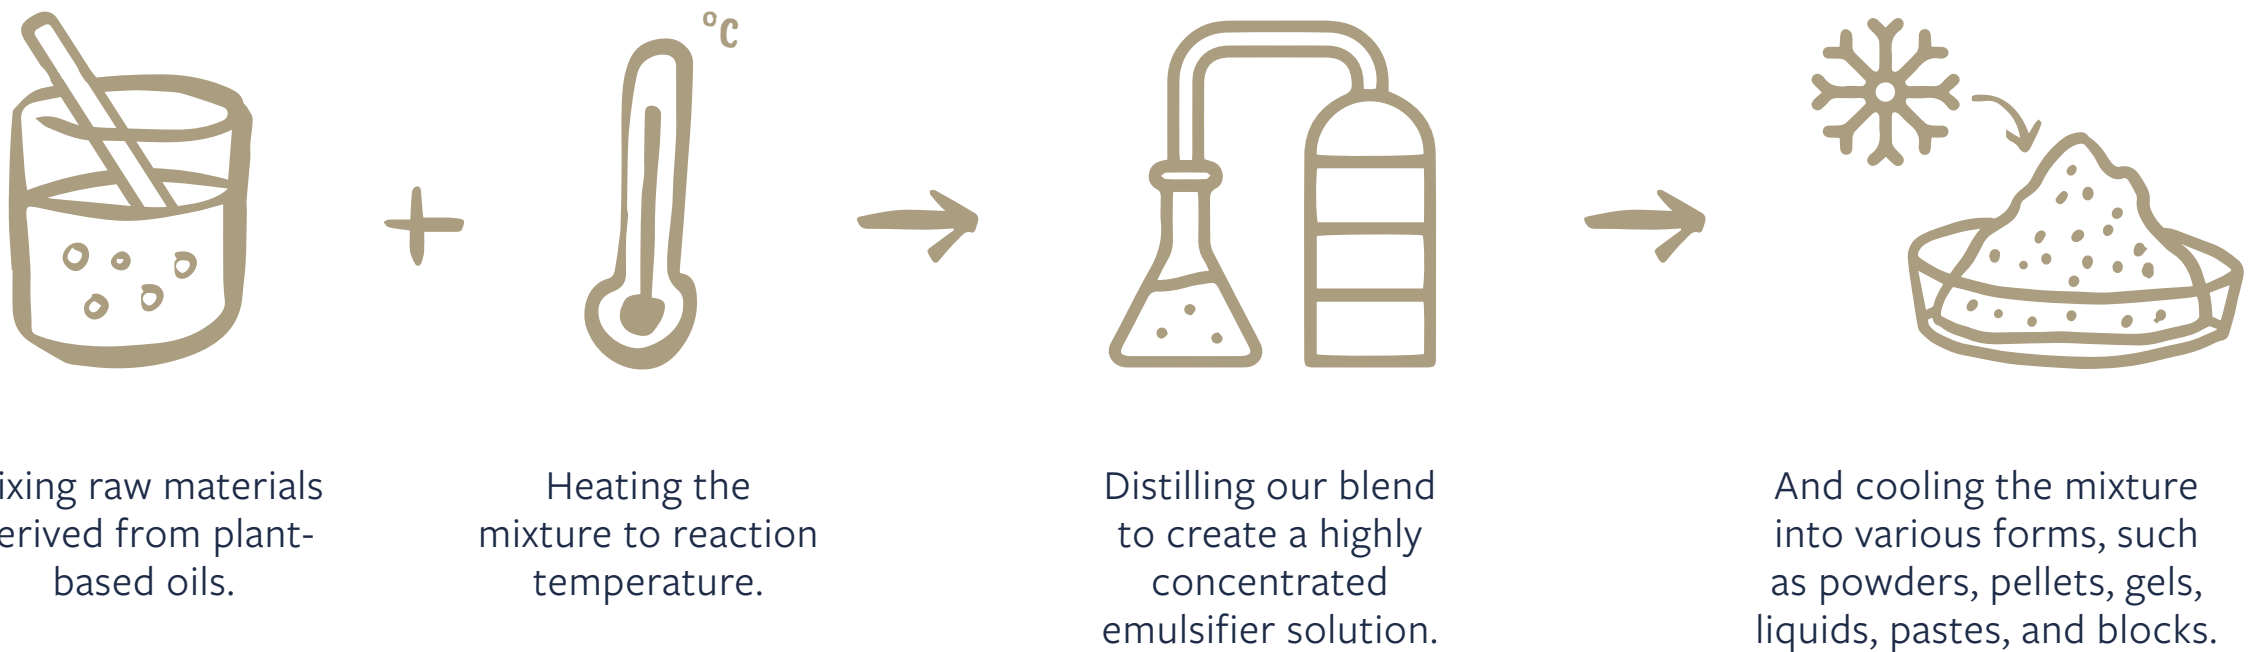 °C
+
ixing raw materials
erived from plant-
based oils.
Heating the
mixture to reaction
temperature.
Distilling our blend
to create a highly
concentrated
emulsifier solution.
And cooling the mixture
into various forms, such
as powders, pellets, gels,
liquids, pastes, and blocks.